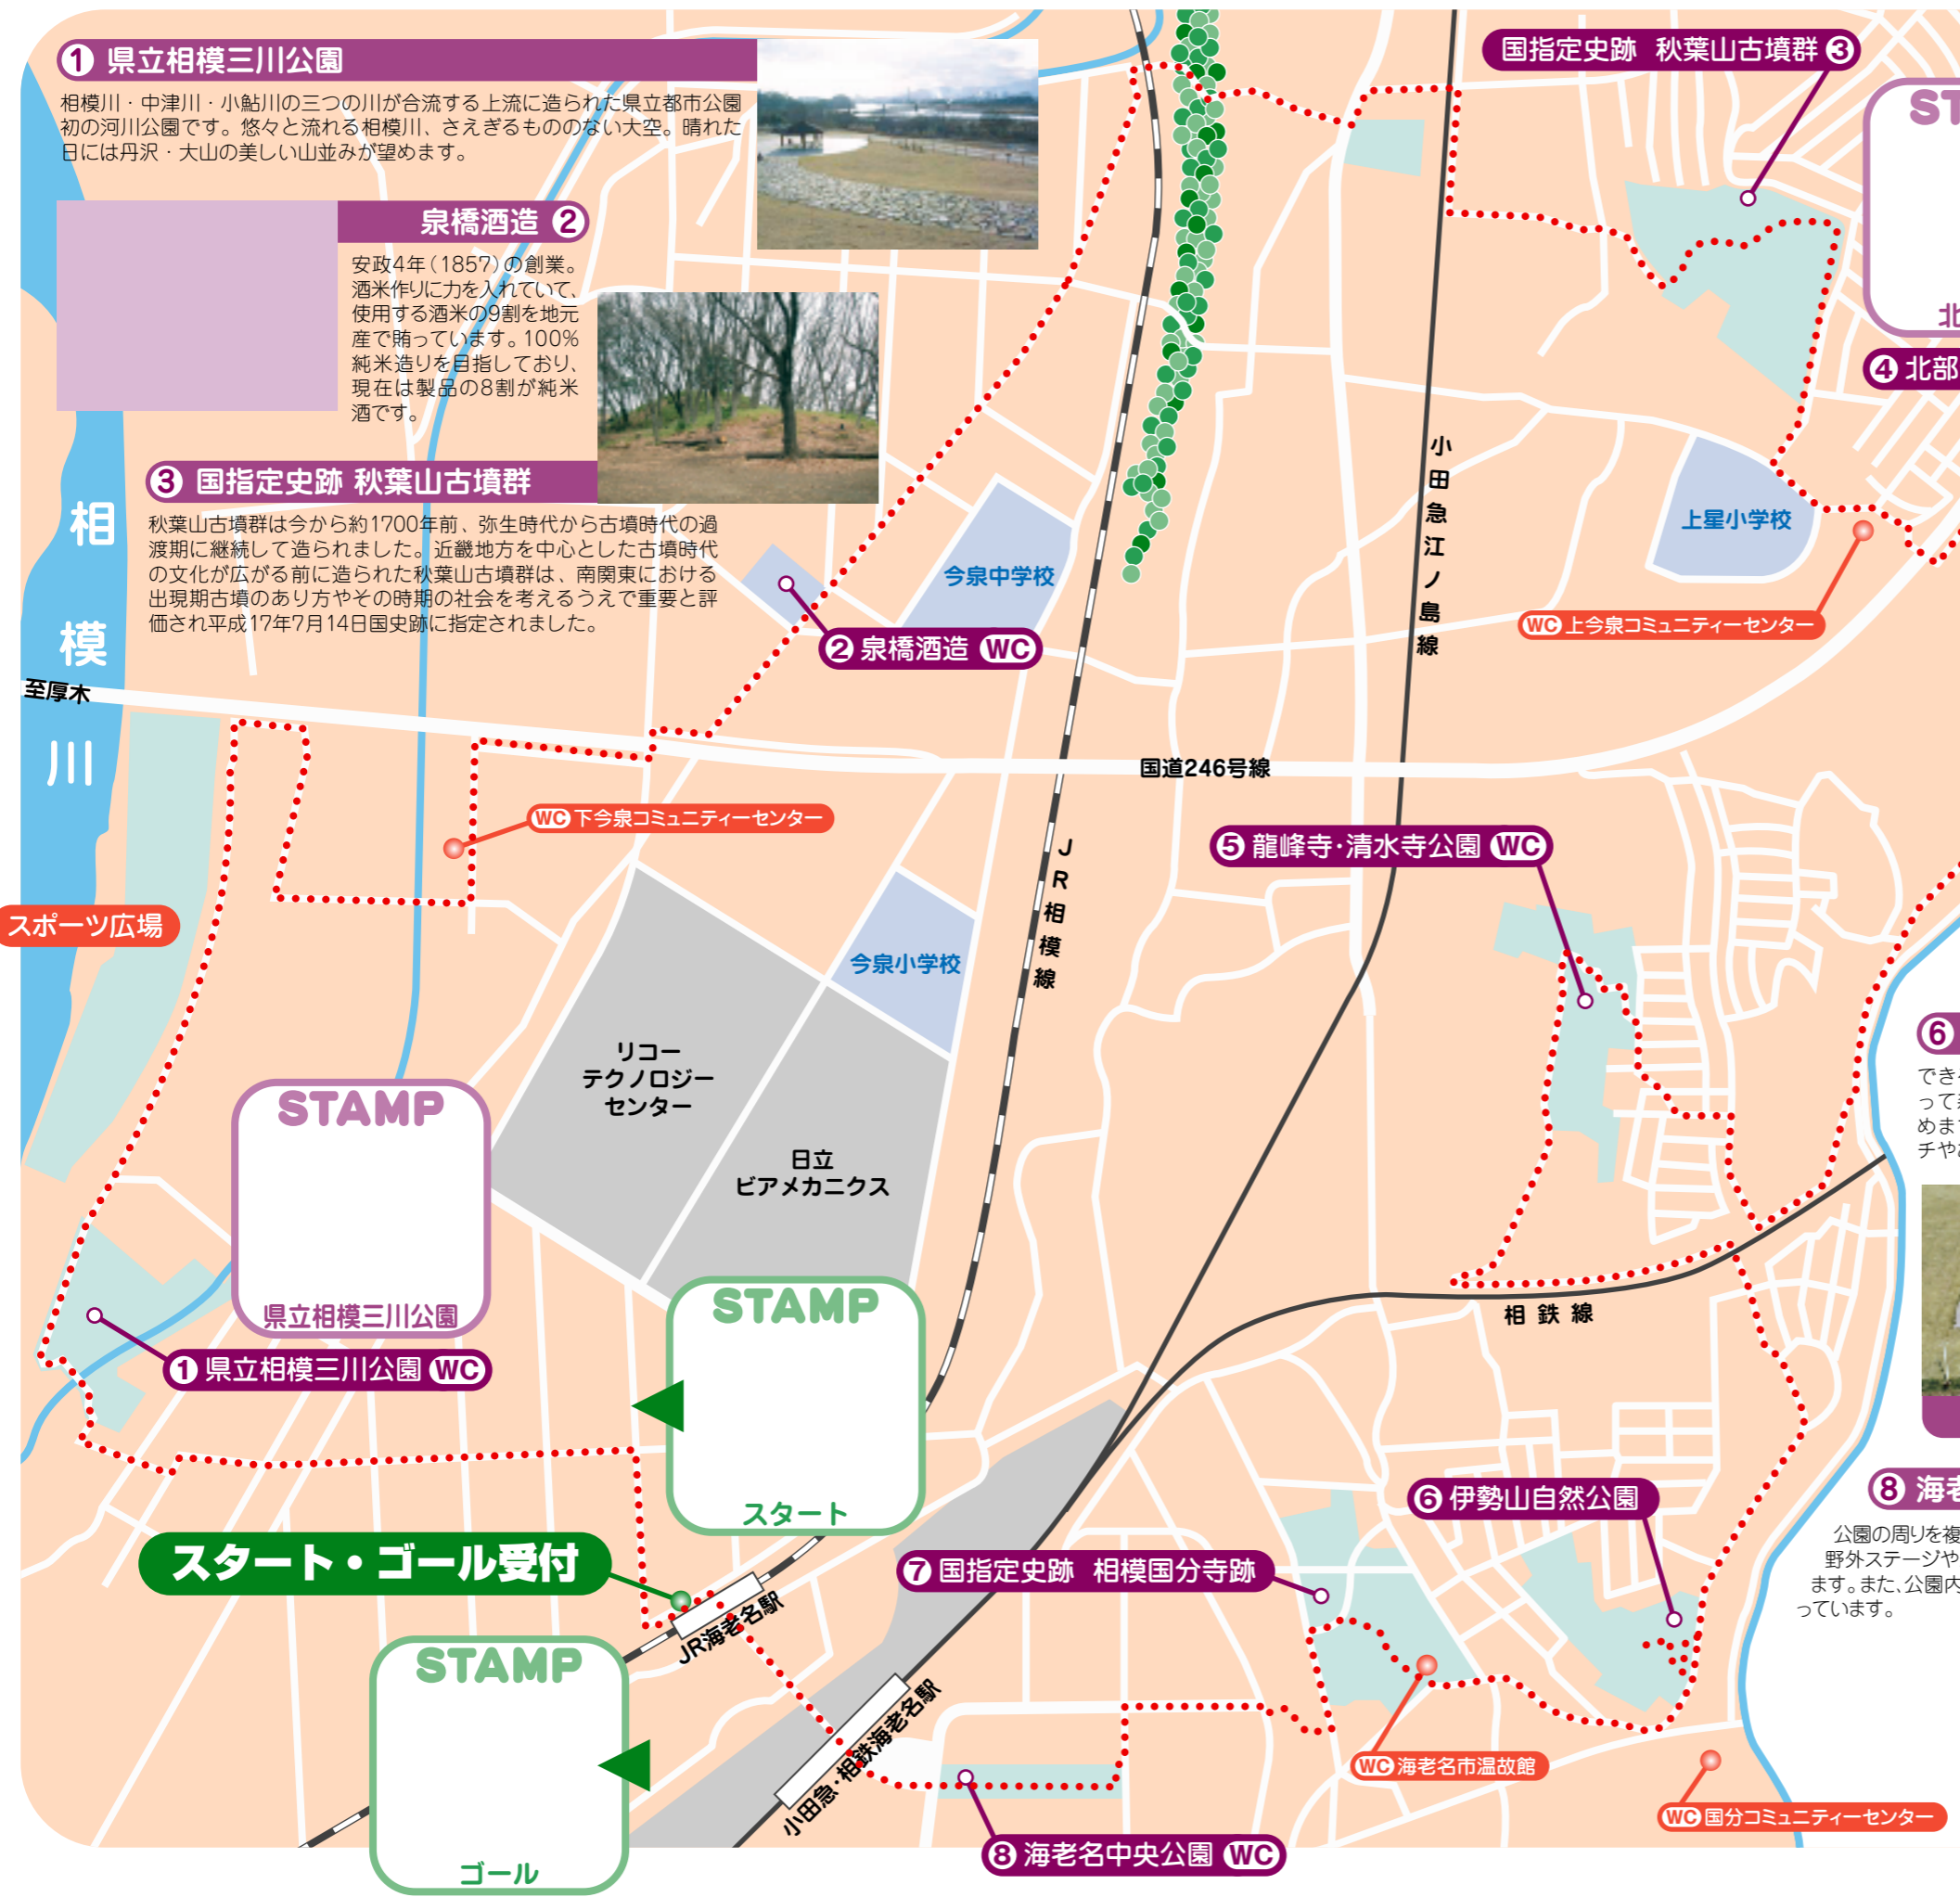 ① 県立相模三川公園
相模川・中津川・小鮎川の三つの川が合流する上流に造られた県立都市公園
初の河川公園です。悠々と流れる相模川、さえぎるもののない大空。晴れた
日には丹沢・大山の美しい山並みが望めます。
泉橋酒造 ②
安政4年(1857)の創業。
酒米作りに力を入れていて、
使用する酒米の9割を地元
産で賄っています。100%
純米造りを目指しており、
現在は製品の8割が純米
酒です。
③ 国指定史跡 秋葉山古墳群
秋葉山古墳群は今から約1700年前、弥生時代から古墳時代の過
渡期に継続して造られました。近畿地方を中心とした古墳時代
の文化が広がる前に造られた秋葉山古墳群は、南関東における
出現期古墳のあり方やその時期の社会を考えるうえで重要と評
価され平成17年7月14日国史跡に指定されました。
国指定史跡 秋葉山古墳群 ③
ST
北
④ 北部
小田急江ノ島線
上星小学校
WC 上今泉コミュニティーセンター
今泉中学校
② 泉橋酒造 WC
相模川
至厚木
国道246号線
WC 下今泉コミュニティーセンター
JR相模線
⑤ 龍峰寺・清水寺公園 WC
スポーツ広場
今泉小学校
リコー
テクノロジー
センター
日立
ビアメカニクス
⑥
でき
って
めま
チや
STAMP
県立相模三川公園
① 県立相模三川公園 WC
STAMP
スタート
相鉄線
⑥ 伊勢山自然公園
⑧ 海老
公園の周りを複
野外ステージや
ます。また、公園内
っています。
スタート・ゴール受付
⑦ 国指定史跡 相模国分寺跡
JR海老名駅
小田急・相鉄海老名駅
STAMP
ゴール
WC 海老名市温故館
WC 国分コミュニティーセンター
⑧ 海老名中央公園 WC